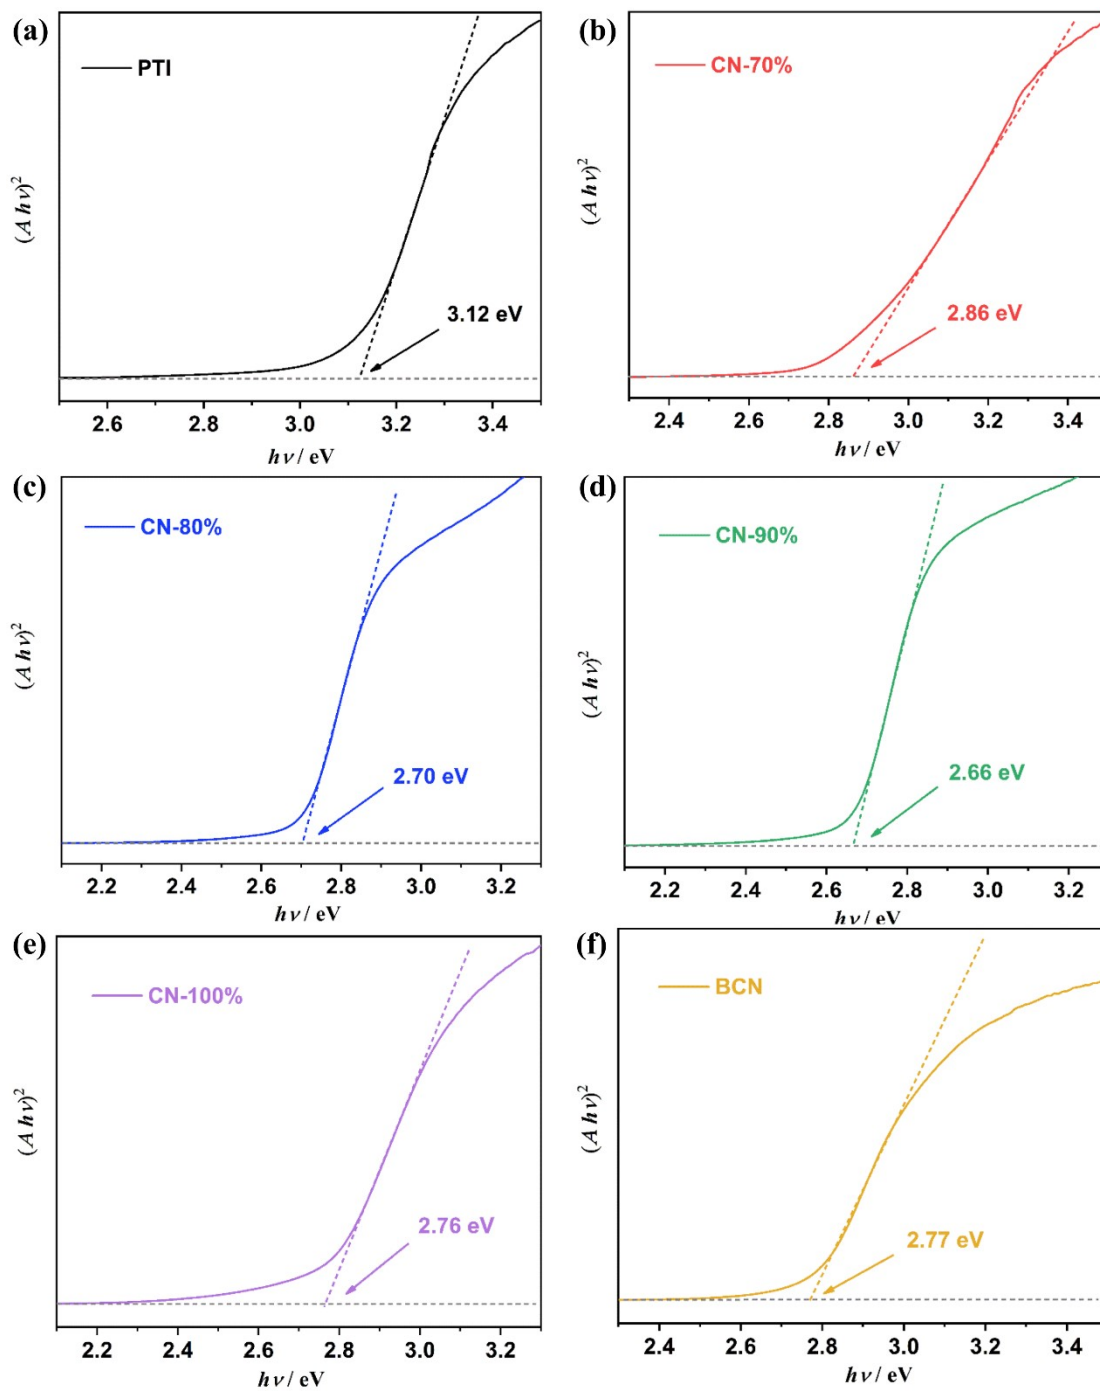 (a)
PTI
(A hν)²
3.12 eV
2.6 2.8 3.0 3.2 3.4
hν / eV
(b)
CN-70%
(A hν)²
2.86 eV
2.4 2.6 2.8 3.0 3.2 3.4
hν / eV
(c)
CN-80%
(A hν)²
2.70 eV
2.2 2.4 2.6 2.8 3.0 3.2
hν / eV
(d)
CN-90%
(A hν)²
2.66 eV
2.2 2.4 2.6 2.8 3.0 3.2
hν / eV
(e)
CN-100%
(A hν)²
2.76 eV
2.2 2.4 2.6 2.8 3.0 3.2
hν / eV
(f)
BCN
(A hν)²
2.77 eV
2.4 2.6 2.8 3.0 3.2 3.4
hν / eV